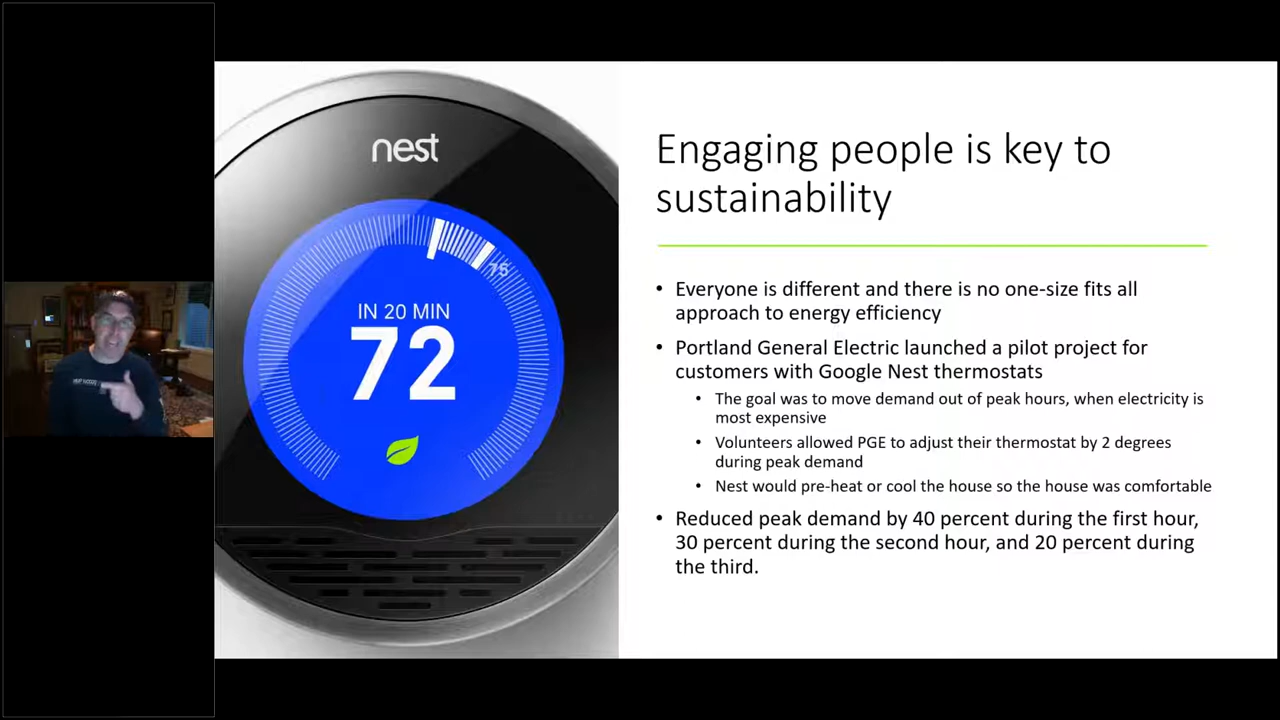 nest
75
IN 20 MIN
72
Engaging people is key to
sustainability
• Everyone is different and there is no one-size fits all
approach to energy efficiency
• Portland General Electric launched a pilot project for
customers with Google Nest thermostats
• The goal was to move demand out of peak hours, when electricity is
most expensive
• Volunteers allowed PGE to adjust their thermostat by 2 degrees
during peak demand
• Nest would pre-heat or cool the house so the house was comfortable
• Reduced peak demand by 40 percent during the first hour,
30 percent during the second hour, and 20 percent during
the third.